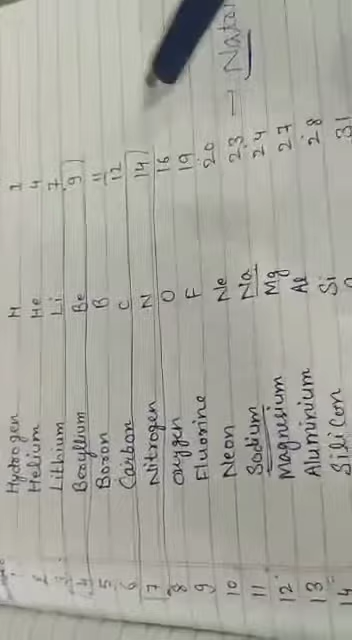 Hydrogen H 1
2 Helium He 4
3 Lithium Li 7
4 Beryllium Be 9
5 Boron B 11
6 Carbon C 12
7 Nitrogen N 14
8 Oxygen O 16
9 Fluorine F 19
10 Neon Ne 20
11 Sodium Na 23 –
12 Magnesium Mg 24
13 Aluminium Al 27
14 Silicon Si 28
31